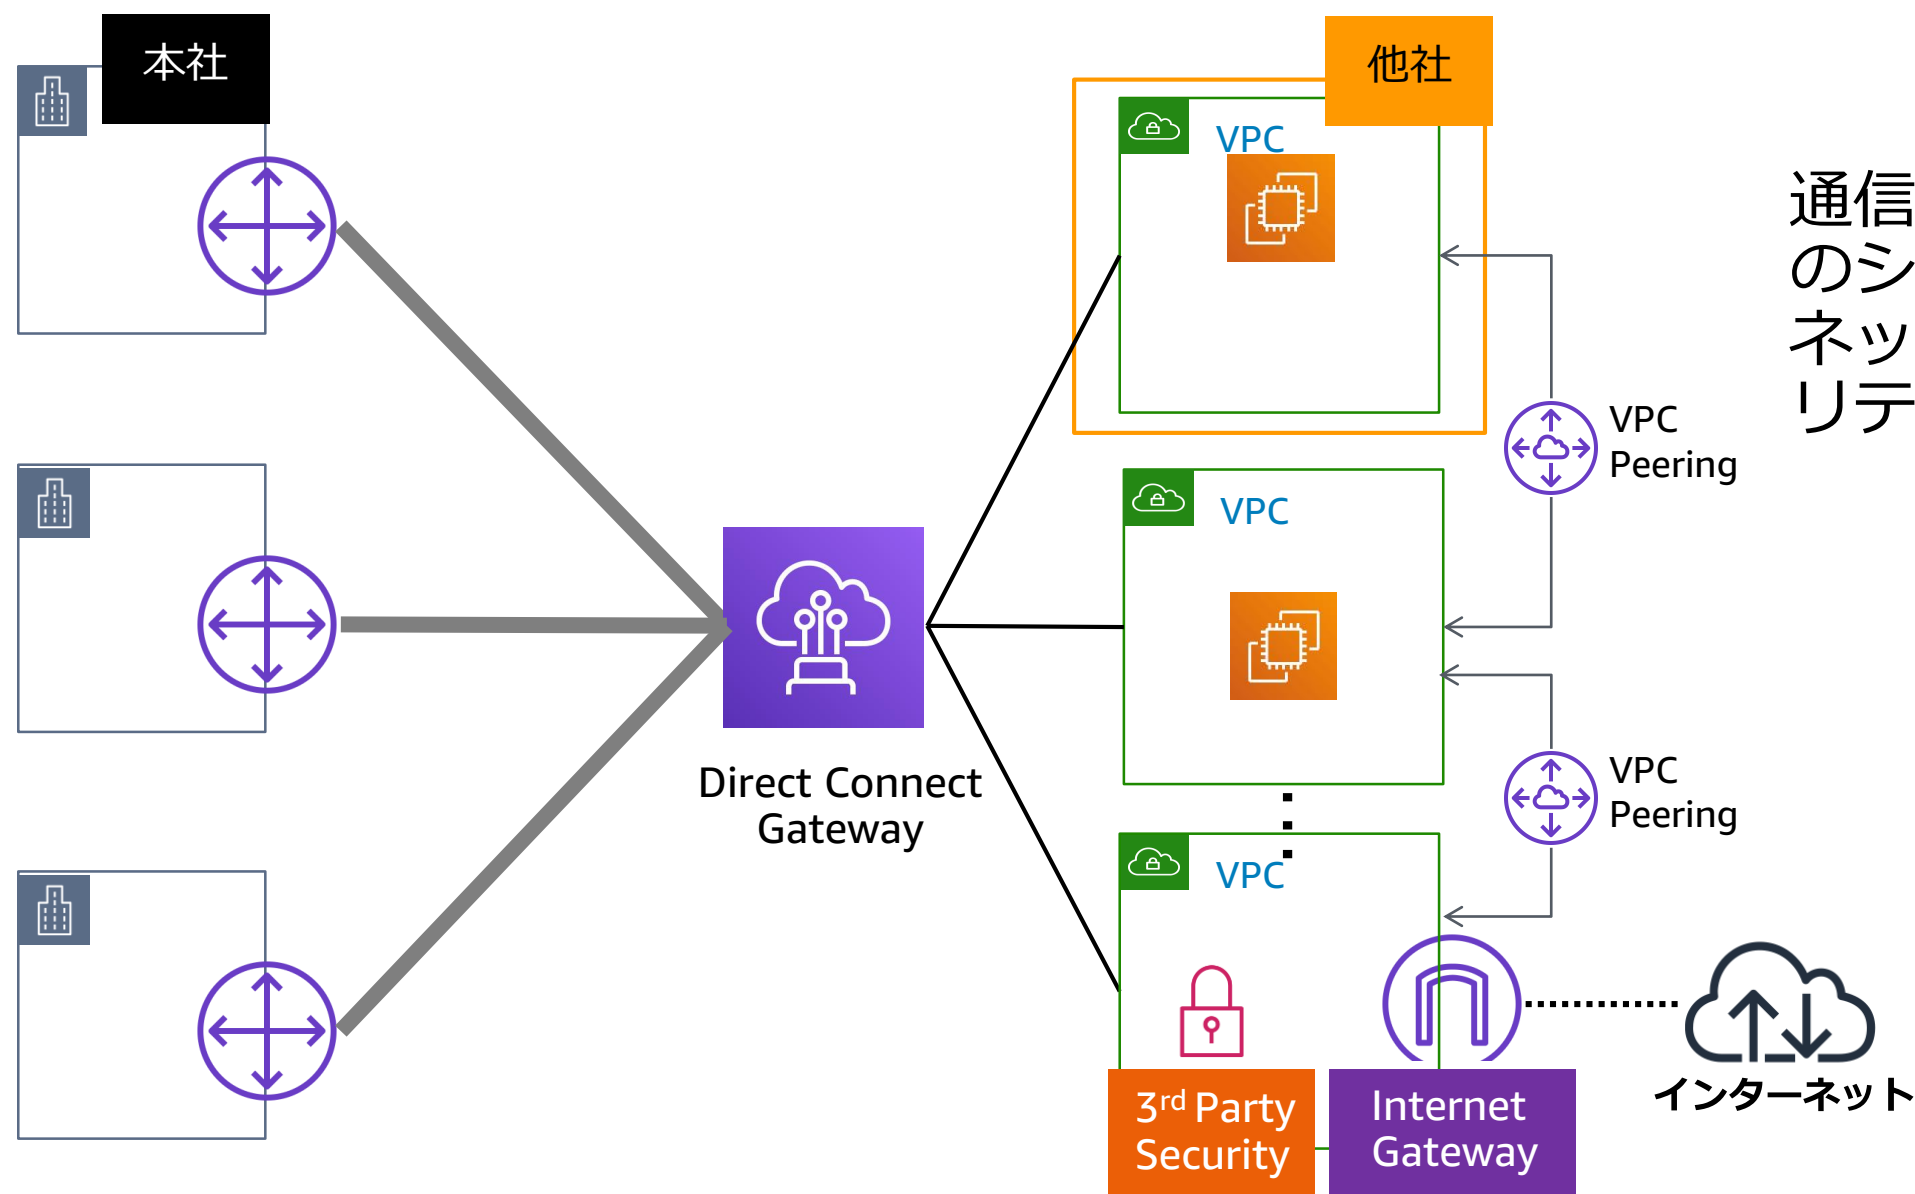 本社
他社
VPC
通信
のシ
ネッ
リテ
VPC
Peering
VPC
Direct Connect
Gateway
VPC
Peering
VPC
3rd Party
Security
Internet
Gateway
インターネット